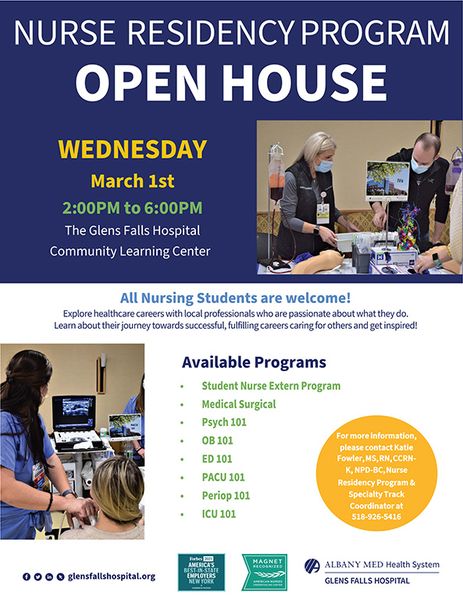 NURSE RESIDENCY PROGRAM
OPEN HOUSE
WEDNESDAY
March 1st
2:00PM to 6:00PM
The Glens Falls Hospital
Community Learning Center
All Nursing Students are welcome!
Explore healthcare careers with local professionals who are passionate about what they do.
Learn about their journey towards successful, fulfilling careers caring for others and get inspired!
Available Programs
• Student Nurse Extern Program
• Medical Surgical
• Psych 101
• OB 101
• ED 101
• PACU 101
• Periop 101
• ICU 101
For more information,
please contact Katie
Fowler, MS, RN, CCRN-
K, NPD-BC, Nurse
Residency Program &
Specialty Track
Coordinator at
518-926-5416
glensfallshospital.org
Forbes
AMERICA'S
BEST-IN-STATE
EMPLOYERS
NEW YORK
MAGNET
RECOGNIZED
AMERICAN NURSES
CREDENTIALING CENTER
ALBANY MED Health System
GLENS FALLS HOSPITAL